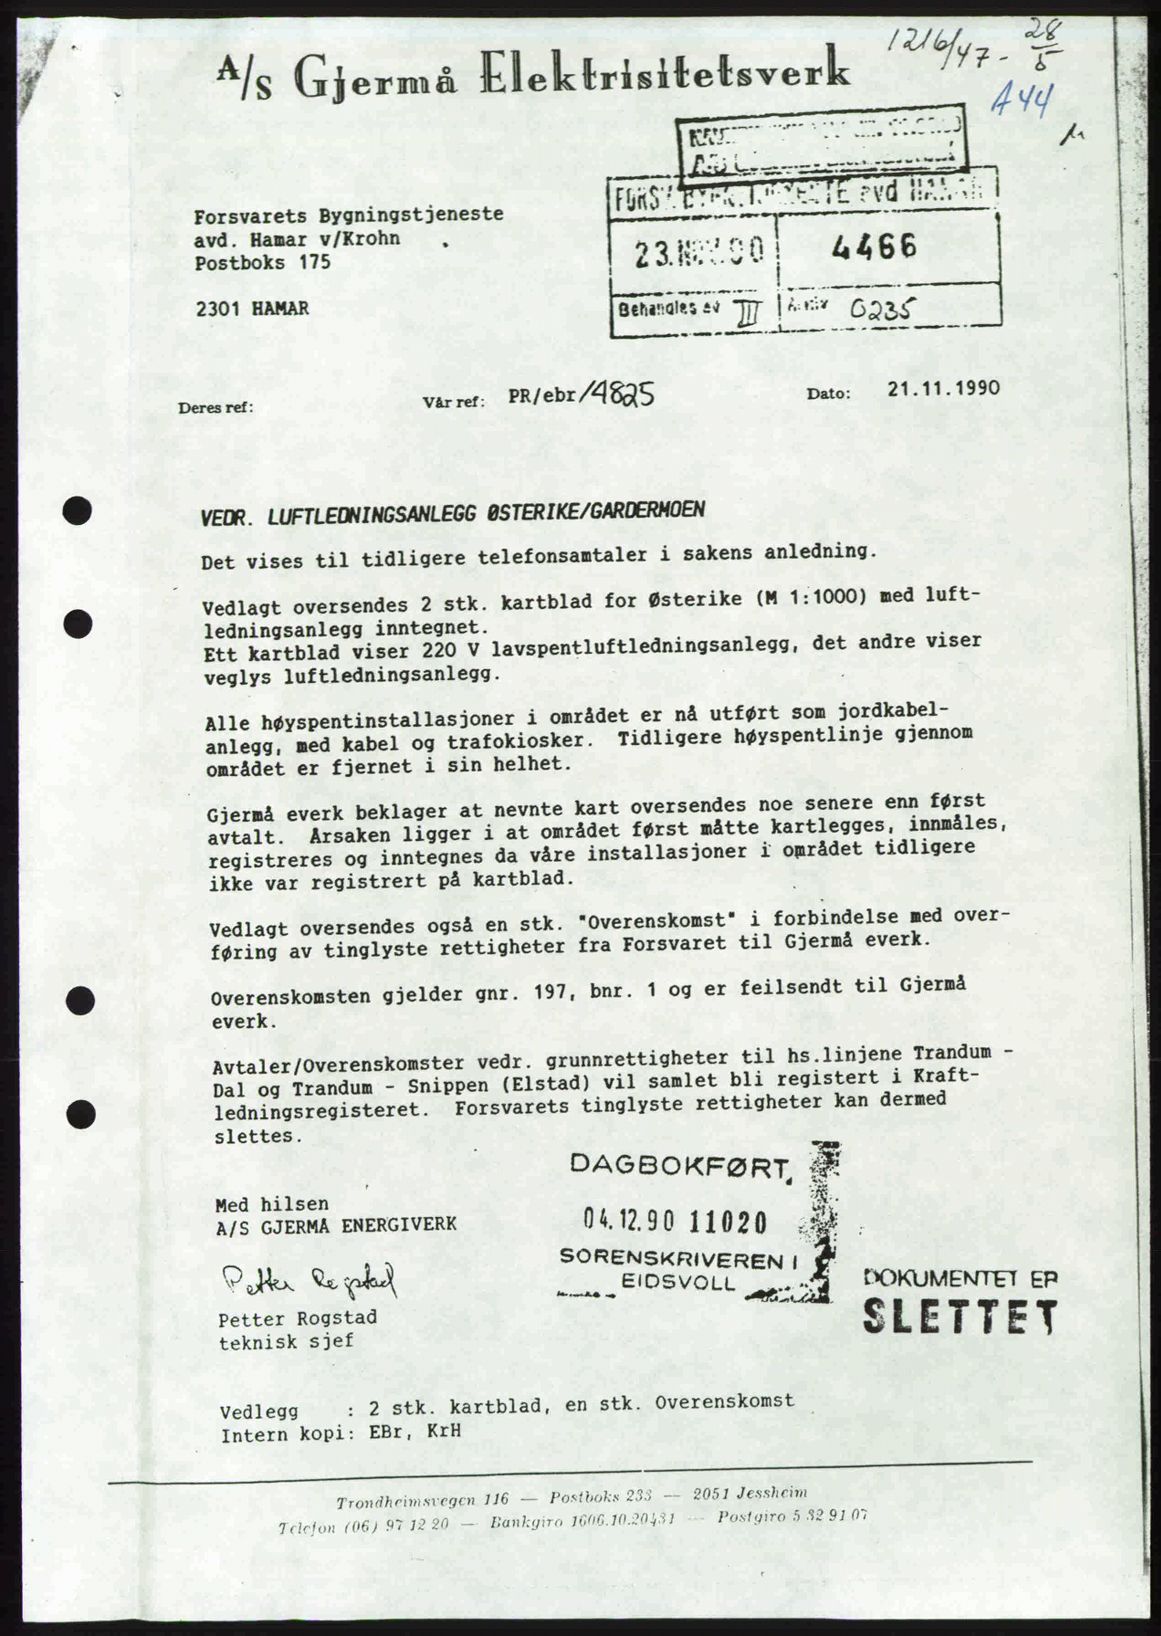 1216/47 - 28/5
A/s Gjermå Elektrisitetsverk
A 44
FORSV. BYGN.TJENESTE avd HAMAR
23.NOV.90 4466
Behandles av III Arkiv 0235
Forsvarets Bygningstjeneste
avd. Hamar v/Krohn
Postboks 175
2301 HAMAR
Deres ref: Vår ref: PR/ebr/4825 Dato: 21.11.1990
VEDR. LUFTLEDNINGSANLEGG ØSTERIKE/GARDERMOEN
Det vises til tidligere telefonsamtaler i sakens anledning.
Vedlagt oversendes 2 stk. kartblad for Østerike (M 1:1000) med luft-
ledningsanlegg inntegnet.
Ett kartblad viser 220 V lavspentluftledningsanlegg, det andre viser
veglys luftledningsanlegg.
Alle høyspentinstallasjoner i området er nå utført som jordkabel-
anlegg, med kabel og trafokiosker. Tidligere høyspentlinje gjennom
området er fjernet i sin helhet.
Gjermå everk beklager at nevnte kart oversendes noe senere enn først
avtalt. Årsaken ligger i at området først måtte kartlegges, innmåles,
registreres og inntegnes da våre installasjoner i området tidligere
ikke var registrert på kartblad.
Vedlagt oversendes også en stk. "Overenskomst" i forbindelse med over-
føring av tinglyste rettigheter fra Forsvaret til Gjermå everk.
Overenskomsten gjelder gnr. 197, bnr. 1 og er feilsendt til Gjermå
everk.
Avtaler/Overenskomster vedr. grunnrettigheter til hs.linjene Trandum -
Dal og Trandum - Snippen (Elstad) vil samlet bli registert i Kraft-
ledningsregisteret. Forsvarets tinglyste rettigheter kan dermed
slettes.
DAGBOKFØRT
04.12.90 11020
SORENSKRIVEREN I
EIDSVOLL
DOKUMENTET ER
SLETTET
Med hilsen
A/S GJERMÅ ENERGIVERK
Petter Rogstad
Petter Rogstad
teknisk sjef
Vedlegg : 2 stk. kartblad, en stk. Overenskomst
Intern kopi: EBr, KrH
Trondheimsvegen 116 — Postboks 233 — 2051 Jessheim
Telefon (06) 97 12 20 — Bankgiro 1606.10.20431 — Postgiro 5 32 91 07